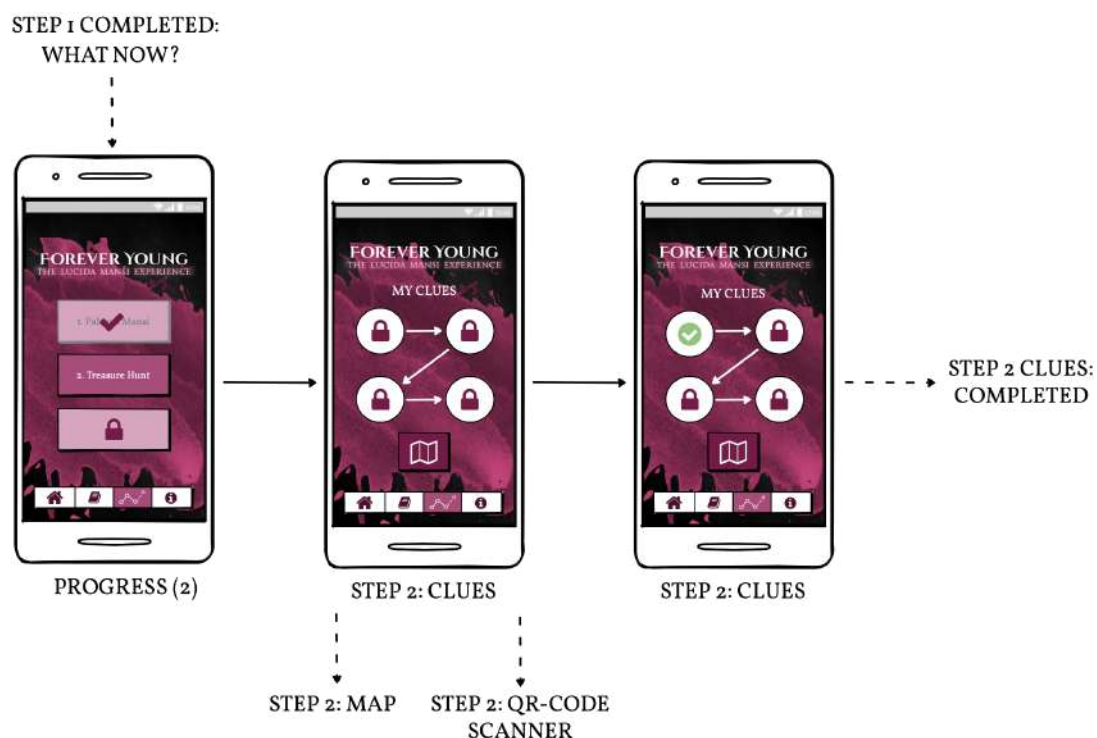 STEP 1 COMPLETED:
WHAT NOW?
FOREVER YOUNG
THE LUCIDA MANSI EXPERIENCE
1. Mansi
2. Treasure Hunt
PROGRESS (2)
FOREVER YOUNG
THE LUCIDA MANSI EXPERIENCE
MY CLUES
STEP 2: CLUES
FOREVER YOUNG
THE LUCIDA MANSI EXPERIENCE
MY CLUES
STEP 2: CLUES
STEP 2 CLUES:
COMPLETED
STEP 2: MAP
STEP 2: QR-CODE
SCANNER